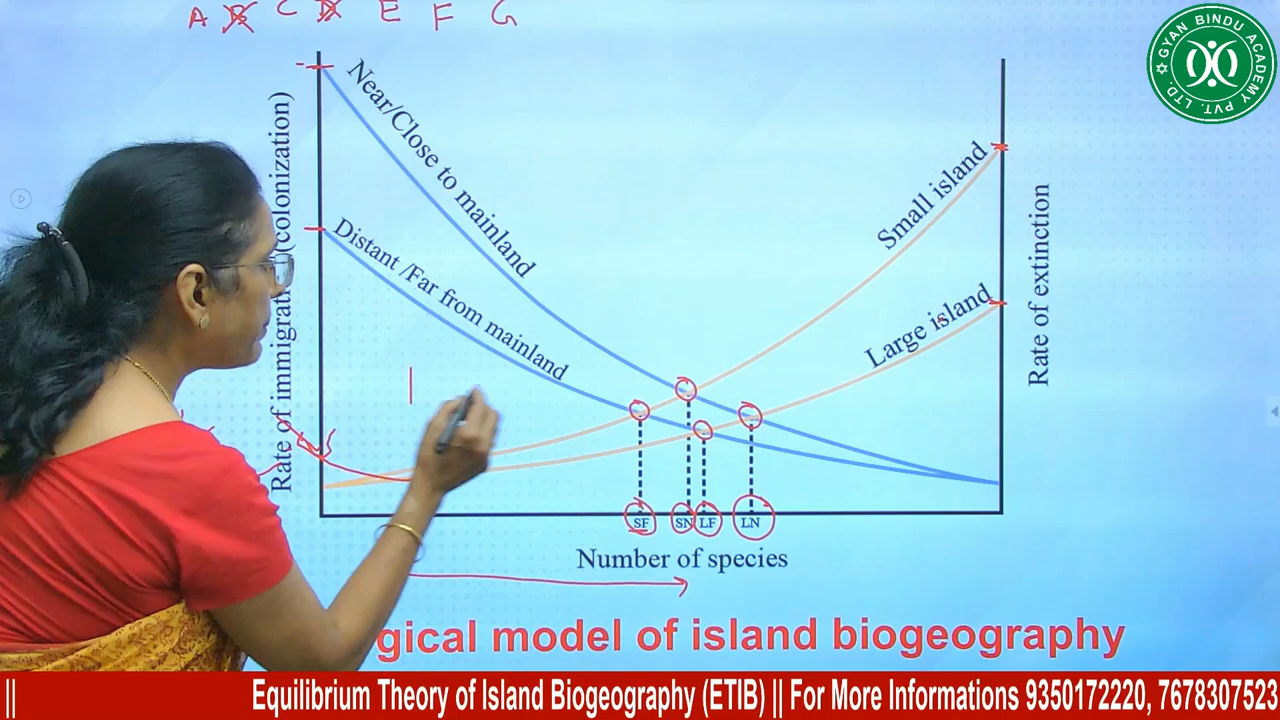 A B C D E F G
GYAN BINDU ACADEMY PVT. LTD.
Near/Close to mainland
Distant /Far from mainland
Small island
Large island
Rate of immigrati (colonization)
Rate of extinction
SF SN LF LN
Number of species
gical model of island biogeography
|| Equilibrium Theory of Island Biogeography (ETIB) || For More Informations 9350172220, 7678307523